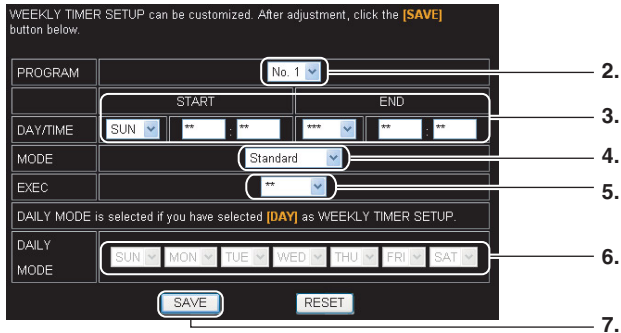 WEEKLY TIMER SETUP can be customized. After adjustment, click the [SAVE]
button below.
PROGRAM No. 1 2.
START END 3.
DAY/TIME SUN ** : ** *** ** : **
MODE Standard 4.
EXEC ** 5.
DAILY MODE is selected if you have selected [DAY] as WEEKLY TIMER SETUP.
DAILY
MODE SUN MON TUE WED THU FRI SAT 6.
SAVE RESET
7.